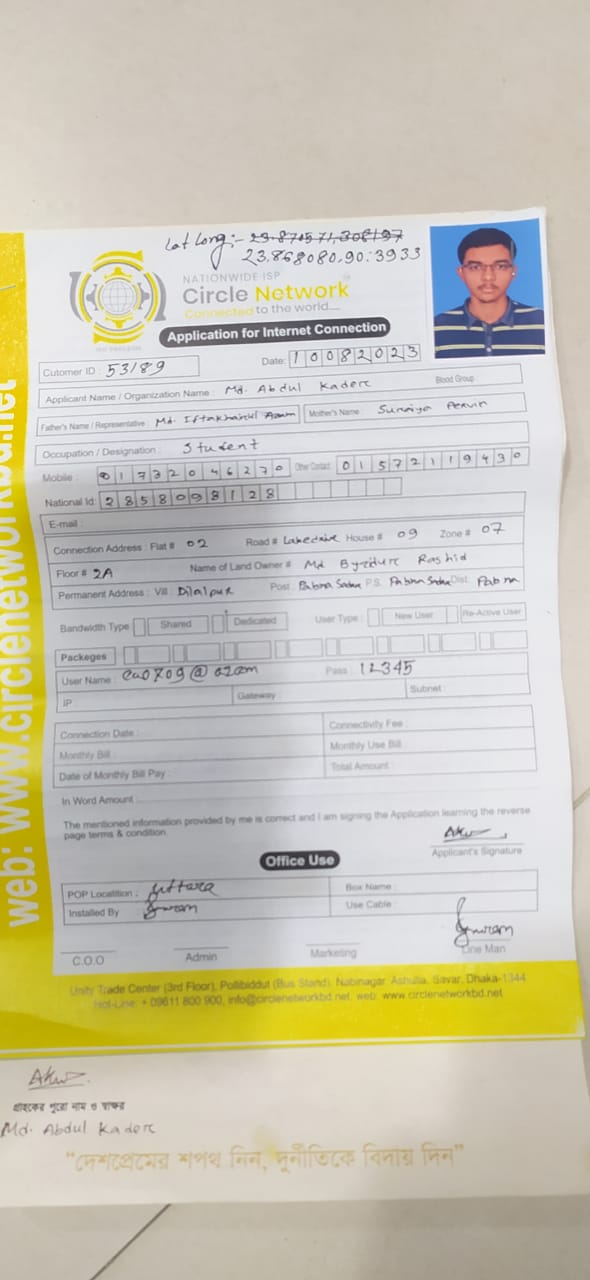 Lat Long:- 23.87057 1,308197
23.868080.90:3933
NATIONWIDE ISP
Circle Network
Connected to the world....
Application for Internet Connection
Cutomer ID : 53189
Date: 10082023
Applicant Name / Organization Name : Md. Abdul Kader
Blood Group :
Father's Name / Representative : Md.
Mother's Name :
Occupation / Designation : Student
Mobile : 01732046270 Other Contact: 01572119430
National Id: 2858098128
E-mail :
Connection Address : Flat # 02 Road # House # 09 Zone # 07
Floor # 2A Name of Land Owner # Md Rashid
Permanent Address : Vill : Dilalpur Post : Pabna Sadar P.S. Pabna Sadar Dist : Pabna
Bandwidth Type Shared Dedicated User Type : New User Re-Active User
Packeges
User Name : @ Pass : 12345
IP : Gateway : Subnet :
Connection Date : Connectivity Fee :
Monthly Bill : Monthly Use Bill :
Date of Monthly Bill Pay : Total Amount :
In Word Amount
The mentioned information provided by me is correct and I am signing the Application learning the reverse
page terms & condition.
Applicant's Signature
Office Use
POP Localition : Uttara Box Name :
Installed By Use Cable :
C.O.O Admin Marketing Line Man
Unity Trade Center (3rd Floor), Pollibiddut (Bus Stand), Nabinagar, Ashulia, Savar, Dhaka-1344
Hot-Line: + 09611 800 900, info@circlenetworkbd.net, web: www.circlenetworkbd.net
web: www.circlenetworkbd.net
গ্রাহকের পুরো নাম ও স্বাক্ষর
Md. Abdul Kader
“দেশপ্রেমের শপথ নিন, দুর্নীতিকে বিদায় দিন”